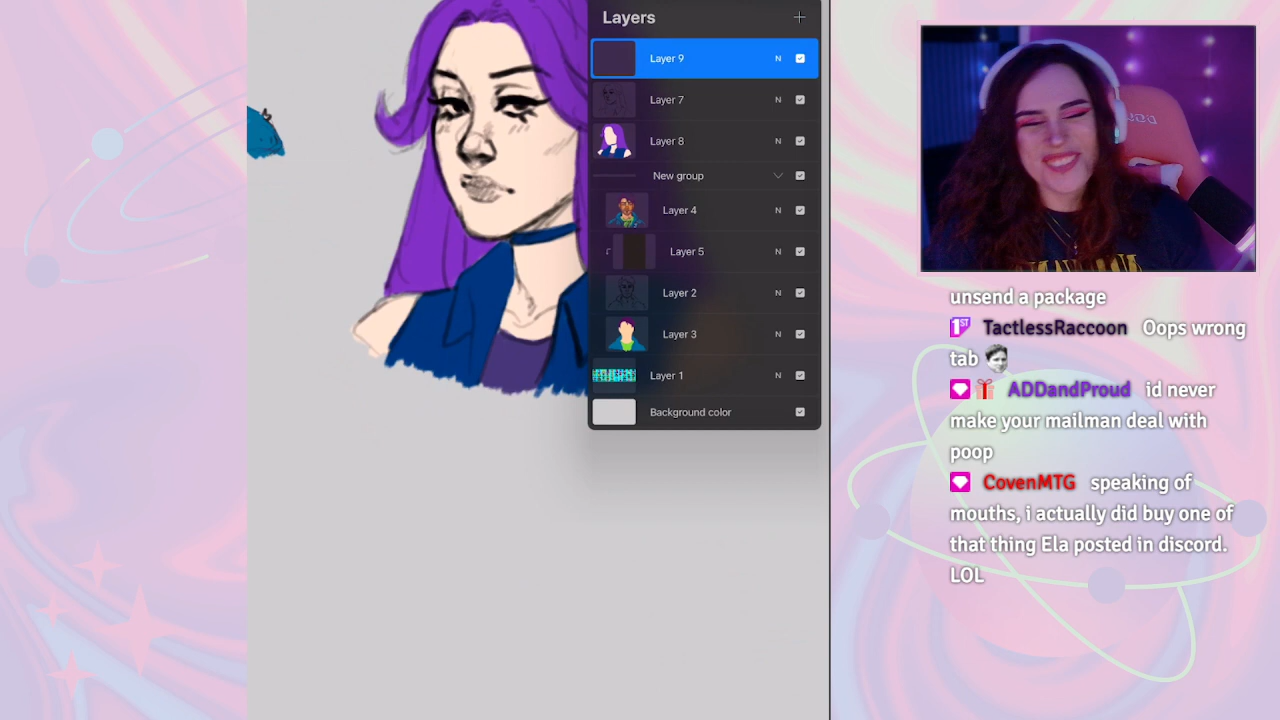 Layers
Layer 9 N
Layer 7 N
Layer 8 N
New group
Layer 4 N
Layer 5 N
Layer 2 N
Layer 3 N
Layer 1 N
Background color
unsend a package
1ST TactlessRaccoon Oops wrong
tab
ADDandProud id never
make your mailman deal with
poop
CovenMTG speaking of
mouths, i actually did buy one of
that thing Ela posted in discord.
LOL